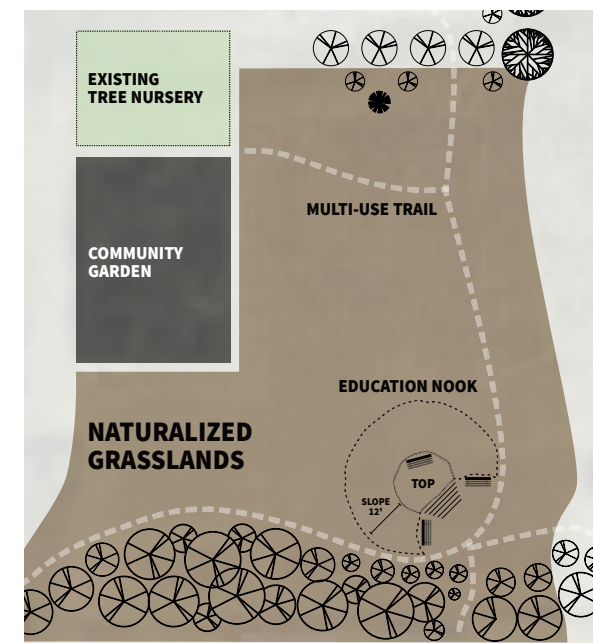 EXISTING
TREE NURSERY
MULTI-USE TRAIL
COMMUNITY
GARDEN
EDUCATION NOOK
NATURALIZED
GRASSLANDS
TOP
SLOPE
12'